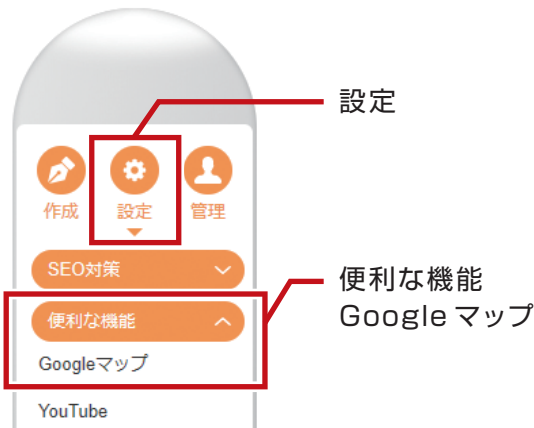 設定
作成 設定 管理
SEO対策
便利な機能
便利な機能
Google マップ
Googleマップ
YouTube